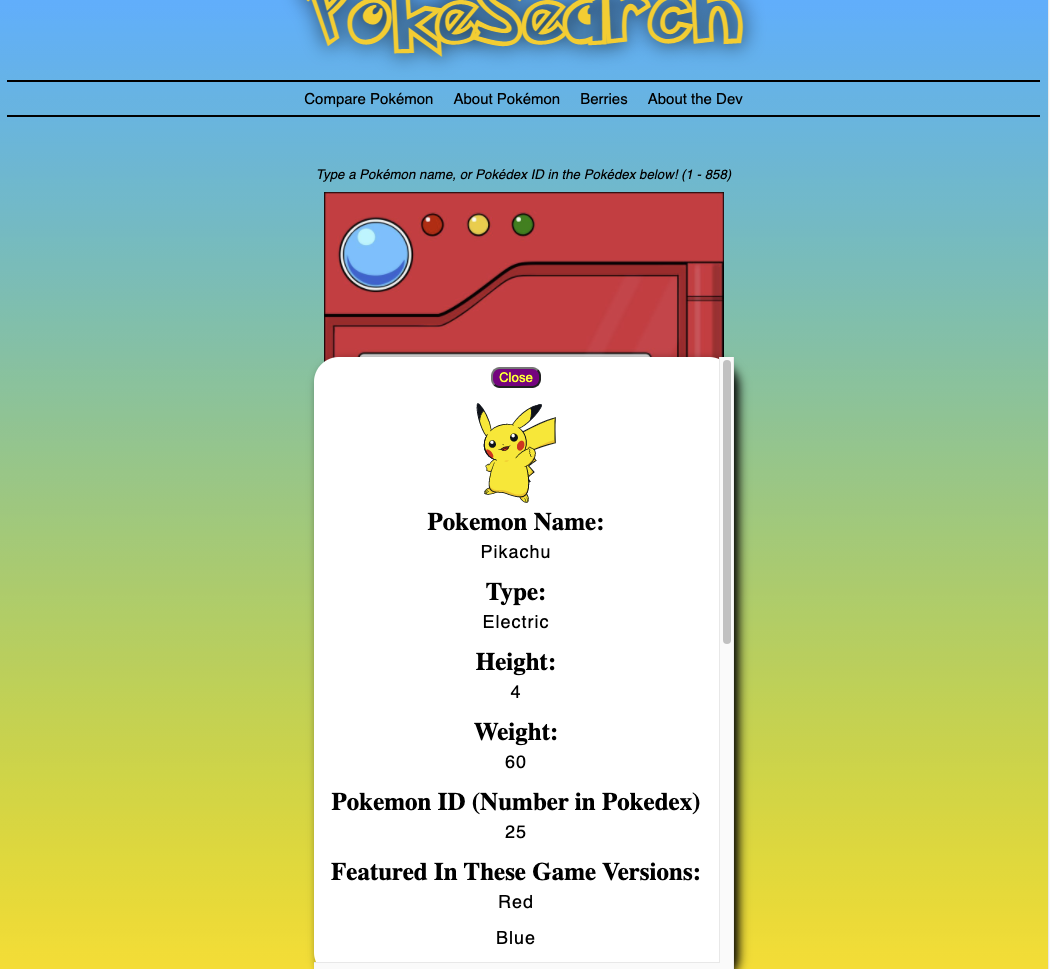 PokeSearch
Compare Pokémon About Pokémon Berries About the Dev
Type a Pokémon name, or Pokédex ID in the Pokédex below! (1 - 858)
Close
Pokemon Name:
Pikachu
Type:
Electric
Height:
4
Weight:
60
Pokemon ID (Number in Pokedex)
25
Featured In These Game Versions:
Red
Blue